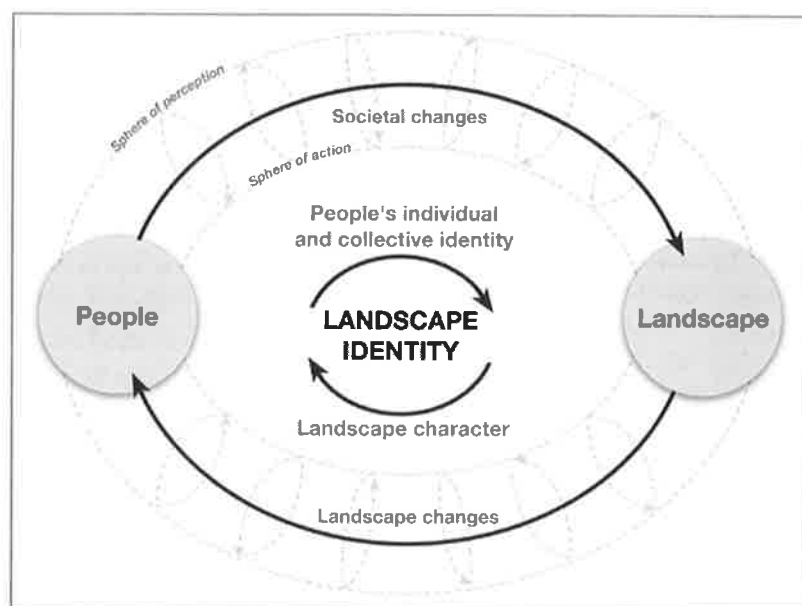 Sphere of perception
Societal changes
Sphere of action
People's individual
and collective identity
People
LANDSCAPE
IDENTITY
Landscape
Landscape character
Landscape changes